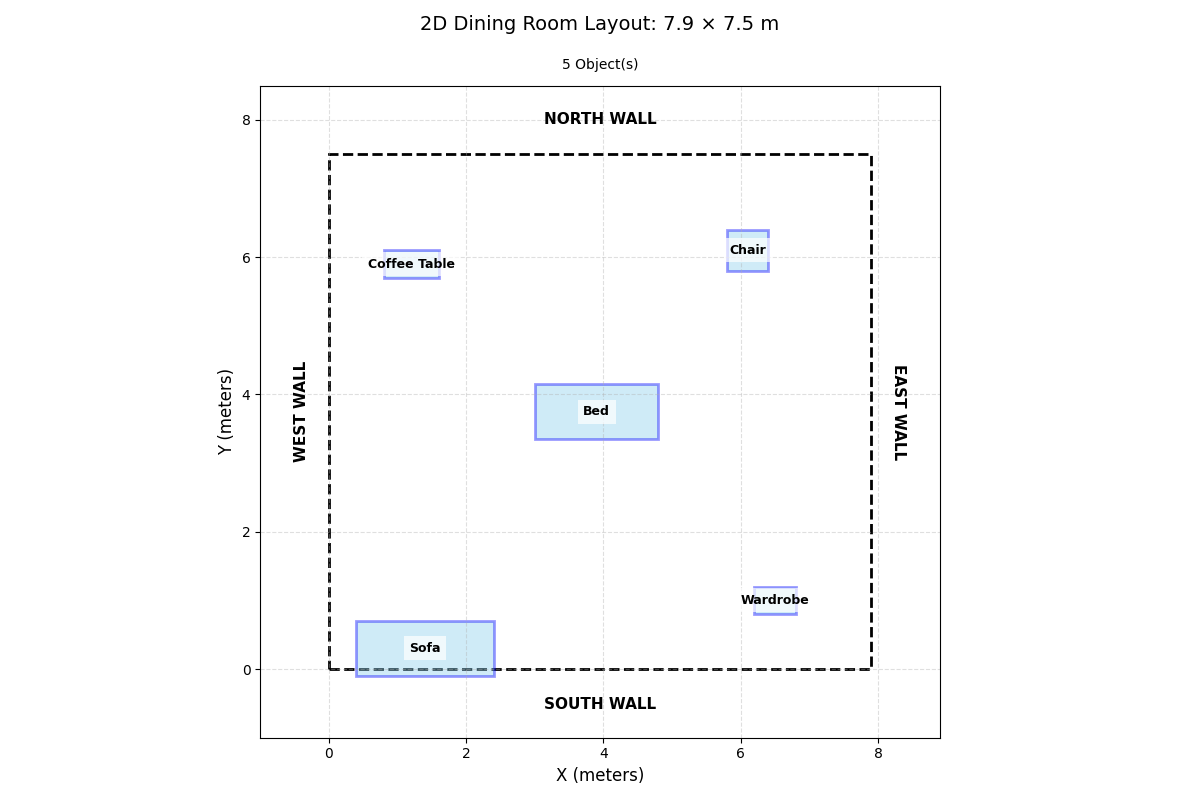 2D Dining Room Layout: 7.9 × 7.5 m
5 Object(s)
NORTH WALL
8
Coffee Table
Chair
6
WEST WALL
EAST WALL
Y (meters)
4
Bed
2
Wardrobe
Sofa
0
SOUTH WALL
0 2 4 6 8
X (meters)